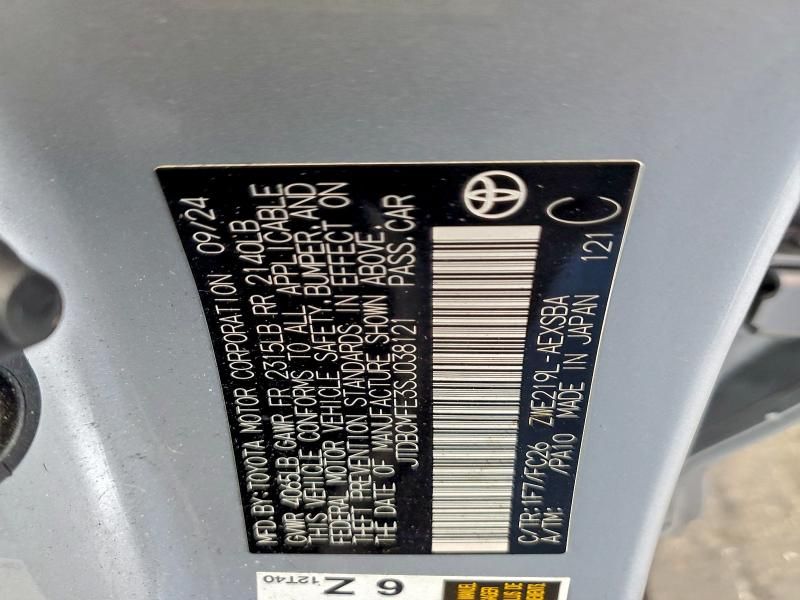 MFD. BY: TOYOTA MOTOR CORPORATION 09/24
GVWR 4065LB GAWR FR 2315LB RR 2140LB
THIS VEHICLE CONFORMS TO ALL APPLICABLE
FEDERAL MOTOR VEHICLE SAFETY, BUMPER, AND
THEFT PREVENTION STANDARDS IN EFFECT ON
THE DATE OF MANUFACTURE SHOWN ABOVE.
JTDBCMFE3SJ038121 PASS. CAR
C/TR: 1F7/FC26 ZWE219L-AEXSBA
A/TM: /PA10 MADE IN JAPAN 121 C
6 Z
12T40